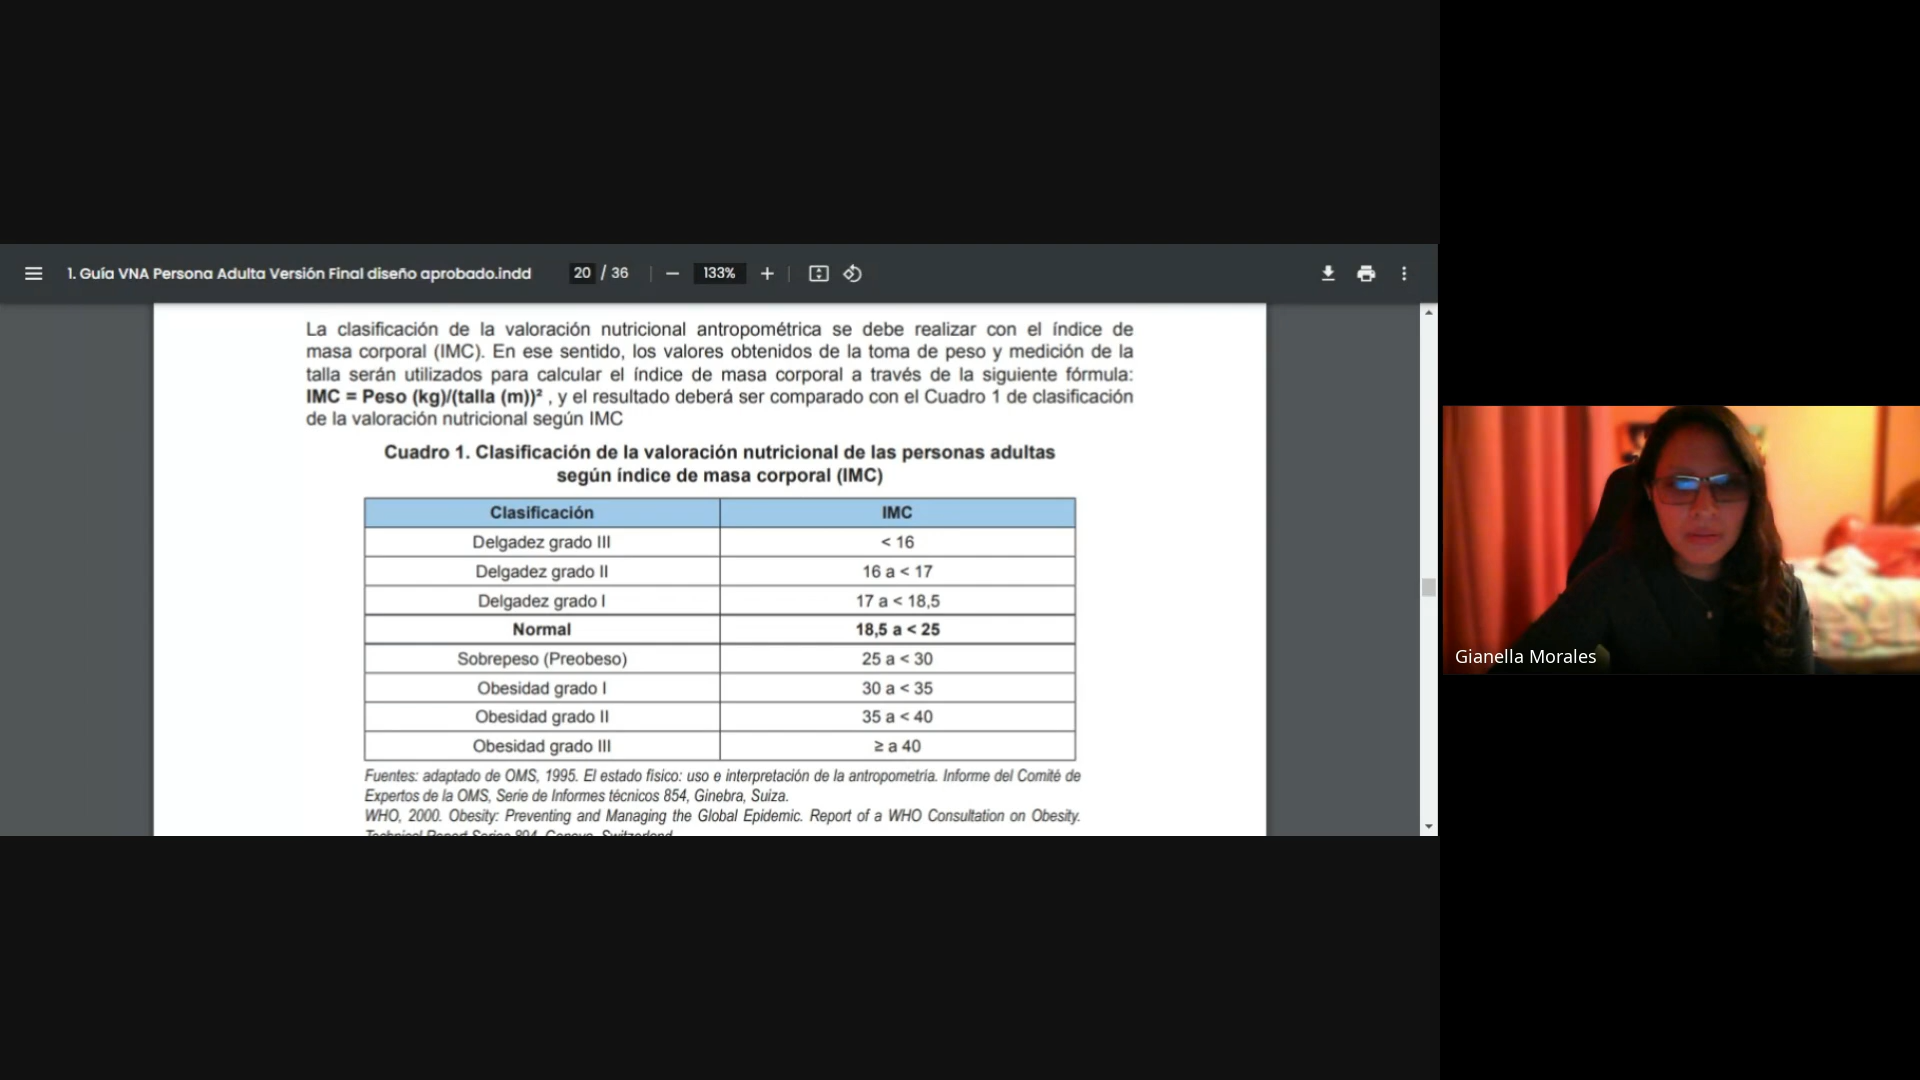 1. Guía VNA Persona Adulta Versión Final diseño aprobado.indd
20 / 36
133%
La clasificación de la valoración nutricional antropométrica se debe realizar con el índice de
masa corporal (IMC). En ese sentido, los valores obtenidos de la toma de peso y medición de la
talla serán utilizados para calcular el índice de masa corporal a través de la siguiente fórmula:
IMC = Peso (kg)/(talla (m))² , y el resultado deberá ser comparado con el Cuadro 1 de clasificación
de la valoración nutricional según IMC
Cuadro 1. Clasificación de la valoración nutricional de las personas adultas
según índice de masa corporal (IMC)
Clasificación IMC
Delgadez grado III < 16
Delgadez grado II 16 a < 17
Delgadez grado I 17 a < 18,5
Normal 18,5 a < 25
Sobrepeso (Preobeso) 25 a < 30
Obesidad grado I 30 a < 35
Obesidad grado II 35 a < 40
Obesidad grado III ≥ a 40
Fuentes: adaptado de OMS, 1995. El estado físico: uso e interpretación de la antropometría. Informe del Comité de
Expertos de la OMS, Serie de Informes técnicos 854, Ginebra, Suiza.
WHO, 2000. Obesity: Preventing and Managing the Global Epidemic. Report of a WHO Consultation on Obesity.
Technical Report Series 894, Geneva, Switzerland
Gianella Morales